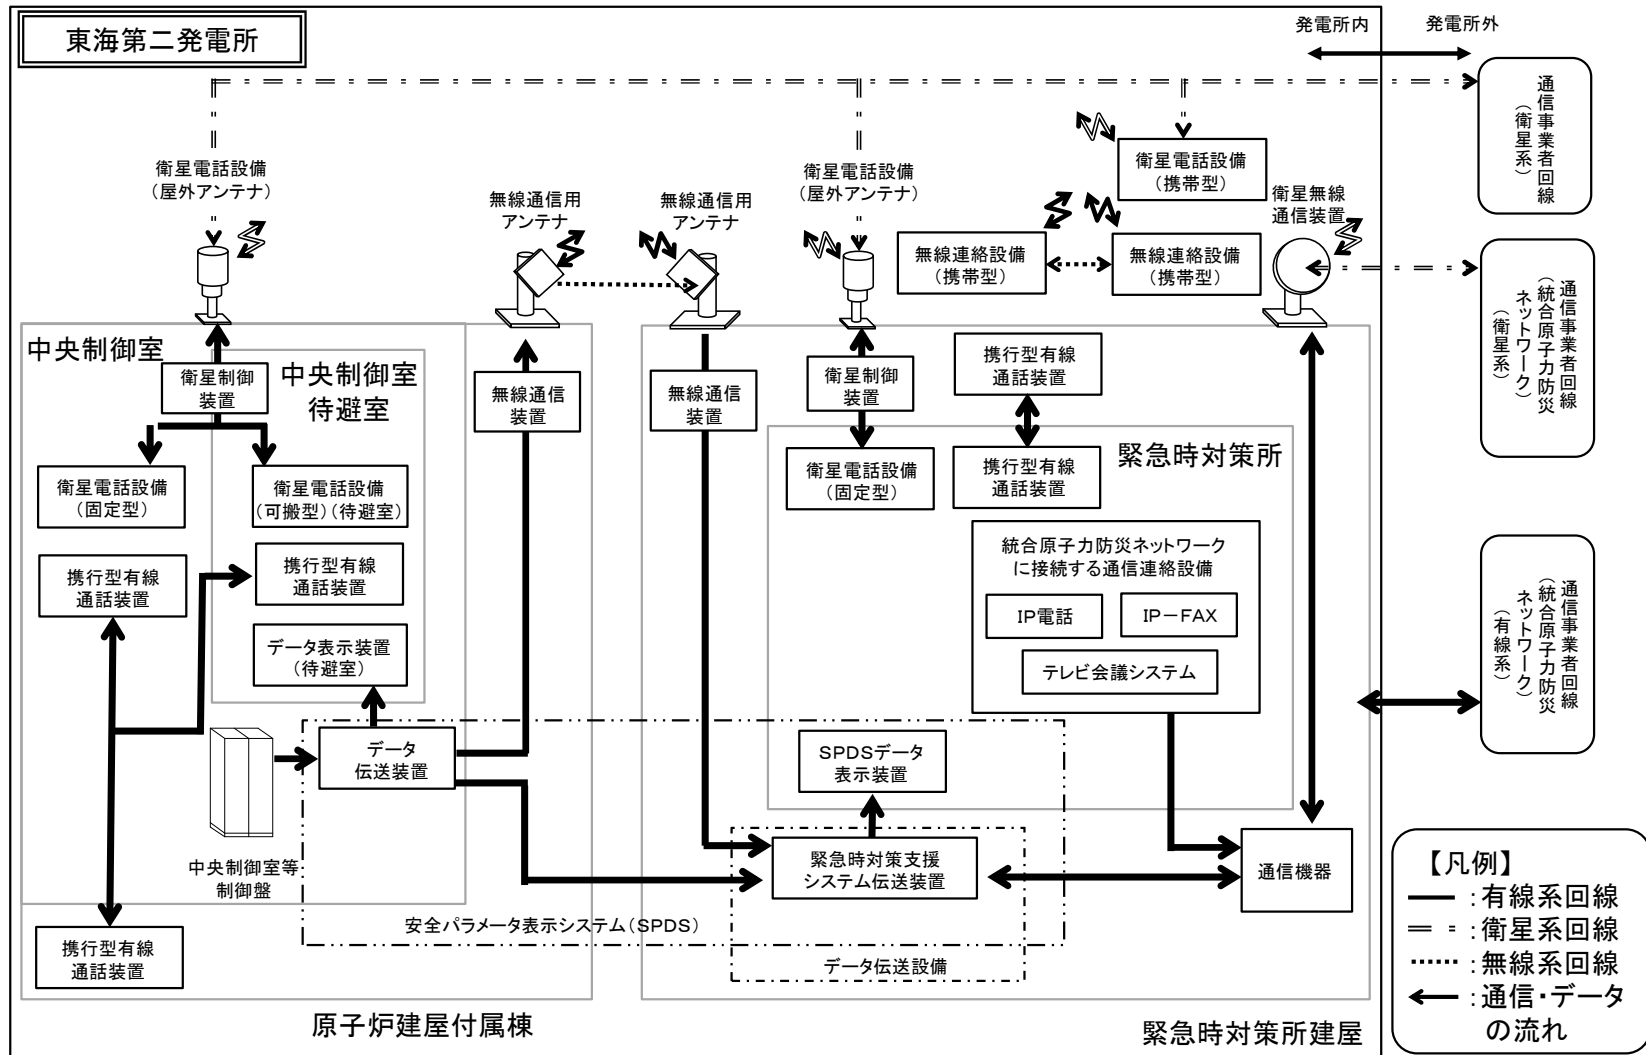 東海第二発電所
発電所内
発電所外
通信事業者回線
（衛星系）
衛星電話設備
（屋外アンテナ）
無線通信用
アンテナ
無線通信用
アンテナ
衛星電話設備
（屋外アンテナ）
衛星電話設備
（携帯型）
無線連絡設備
（携帯型）
無線連絡設備
（携帯型）
衛星無線
通信装置
通信事業者回線
（統合原子力防災
ネットワーク）
（衛星系）
中央制御室
衛星制御
装置
中央制御室
待避室
無線通信
装置
無線通信
装置
衛星制御
装置
携行型有線
通話装置
衛星電話設備
（固定型）
衛星電話設備
（可搬型）（待避室）
衛星電話設備
（固定型）
携行型有線
通話装置
緊急時対策所
携行型有線
通話装置
携行型有線
通話装置
データ表示装置
（待避室）
統合原子力防災ネットワーク
に接続する通信連絡設備
IP電話
IP－FAX
テレビ会議システム
通信事業者回線
（統合原子力防災
ネットワーク）
（有線系）
データ
伝送装置
SPDSデータ
表示装置
中央制御室等
制御盤
緊急時対策支援
システム伝送装置
通信機器
安全パラメータ表示システム（SPDS）
データ伝送設備
携行型有線
通話装置
原子炉建屋付属棟
緊急時対策所建屋
【凡例】
：有線系回線
：衛星系回線
：無線系回線
：通信・データ
の流れ